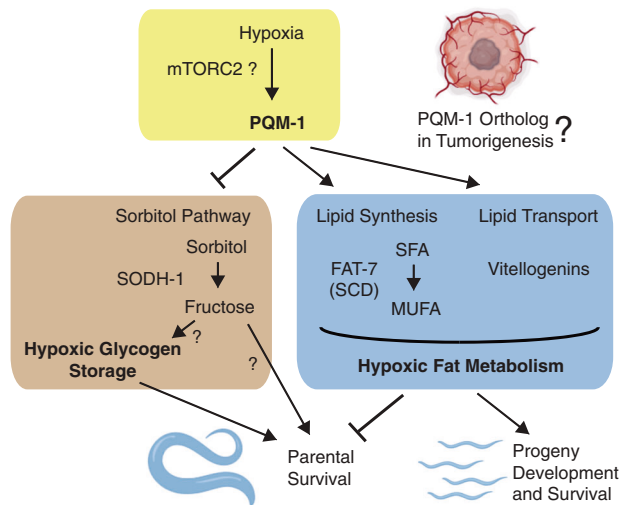 Hypoxia
mTORC2 ?
PQM-1
PQM-1 Ortholog
in Tumorigenesis ?
Sorbitol Pathway
Sorbitol
SODH-1
Fructose
?
Hypoxic Glycogen
Storage
?
Lipid Synthesis
Lipid Transport
SFA
FAT-7
(SCD)
Vitellogenins
MUFA
Hypoxic Fat Metabolism
Parental
Survival
Progeny
Development
and Survival